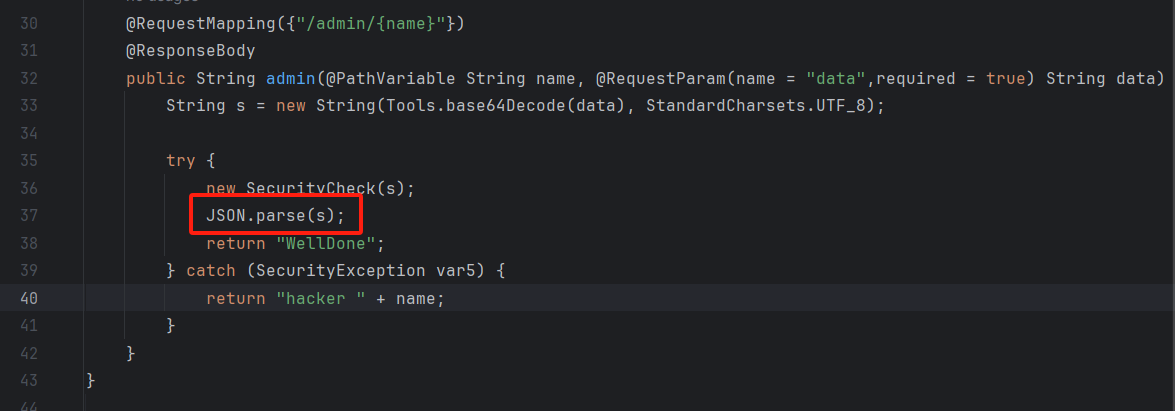 30 @RequestMapping({"/admin/{name}"})
31 @ResponseBody
32 public String admin(@PathVariable String name, @RequestParam(name = "data",required = true) String data)
33 String s = new String(Tools.base64Decode(data), StandardCharsets.UTF_8);
34
35 try {
36 new SecurityCheck(s);
37 JSON.parse(s);
38 return "WellDone";
39 } catch (SecurityException var5) {
40 return "hacker " + name;
41 }
42 }
43 }
44